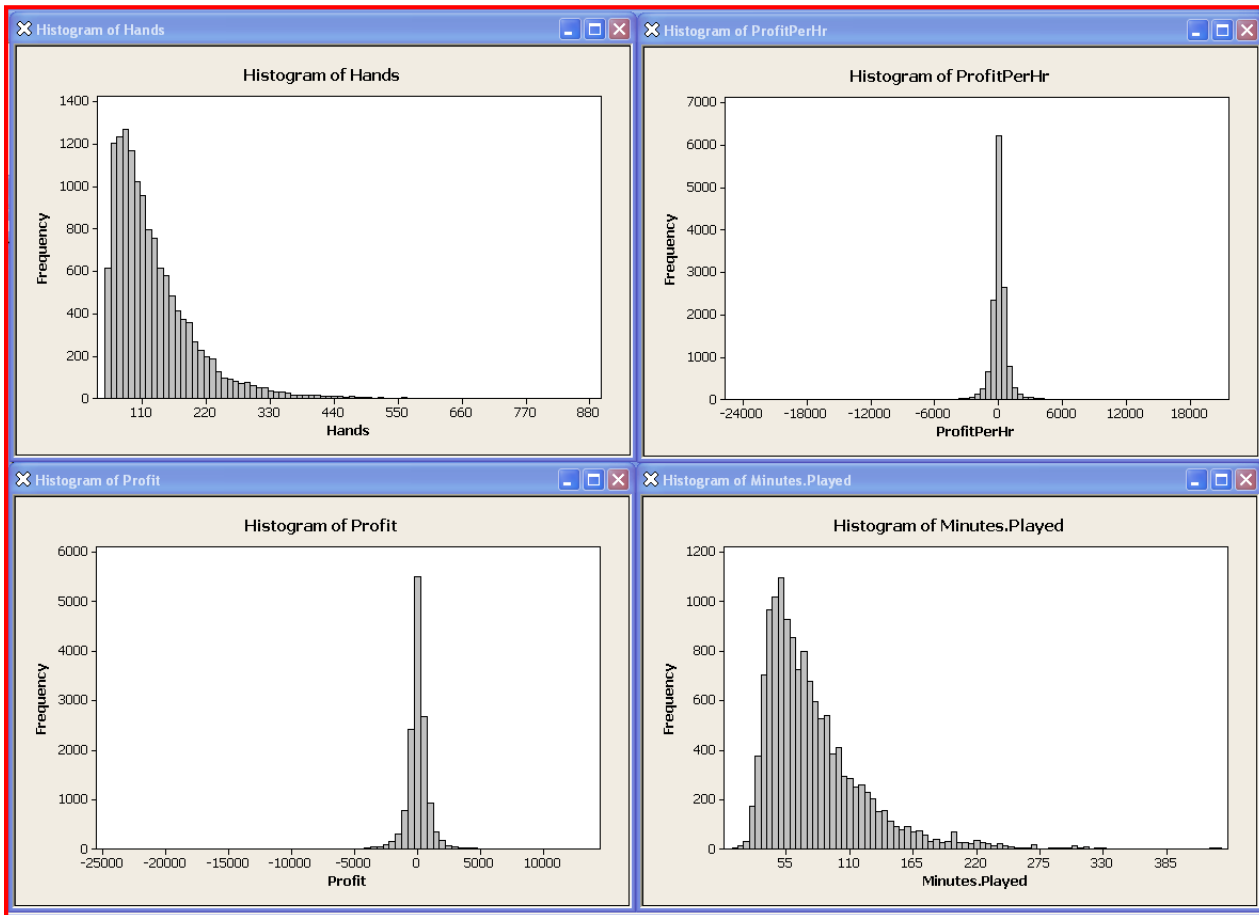 Histogram of Hands
Histogram of Hands
1400
1200
1000
800
600
400
200
0
Frequency
110 220 330 440 550 660 770 880
Hands
Histogram of ProfitPerHr
Histogram of ProfitPerHr
7000
6000
5000
4000
3000
2000
1000
0
Frequency
-24000 -18000 -12000 -6000 0 6000 12000 18000
ProfitPerHr
Histogram of Profit
Histogram of Profit
6000
5000
4000
3000
2000
1000
0
Frequency
-25000 -20000 -15000 -10000 -5000 0 5000 10000
Profit
Histogram of Minutes.Played
Histogram of Minutes.Played
1200
1000
800
600
400
200
0
Frequency
55 110 165 220 275 330 385
Minutes.Played